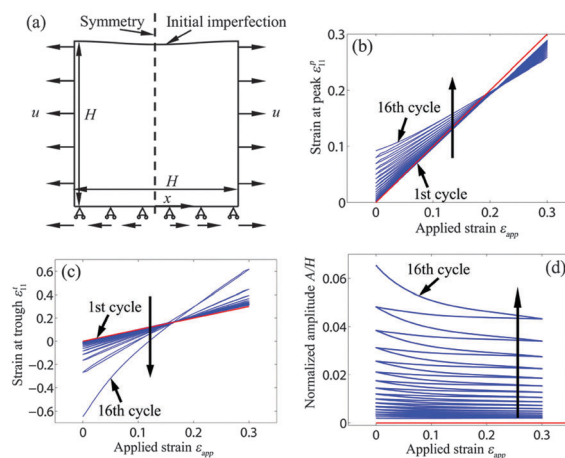 (a)
Symmetry
Initial imperfection
u
H
u
H
x
(b)
0.3
0.2
0.1
0
Strain at peak ε₁₁ᵖ
16th cycle
1st cycle
0 0.1 0.2 0.3
Applied strain εapp
(c)
0.6
0.4
0.2
0
−0.2
−0.4
−0.6
Strain at trough ε₁₁ᵗ
1st cycle
16th cycle
0 0.1 0.2 0.3
Applied strain εapp
(d)
0.06
0.04
0.02
0
Normalized amplitude A/H
16th cycle
0 0.1 0.2 0.3
Applied strain εapp